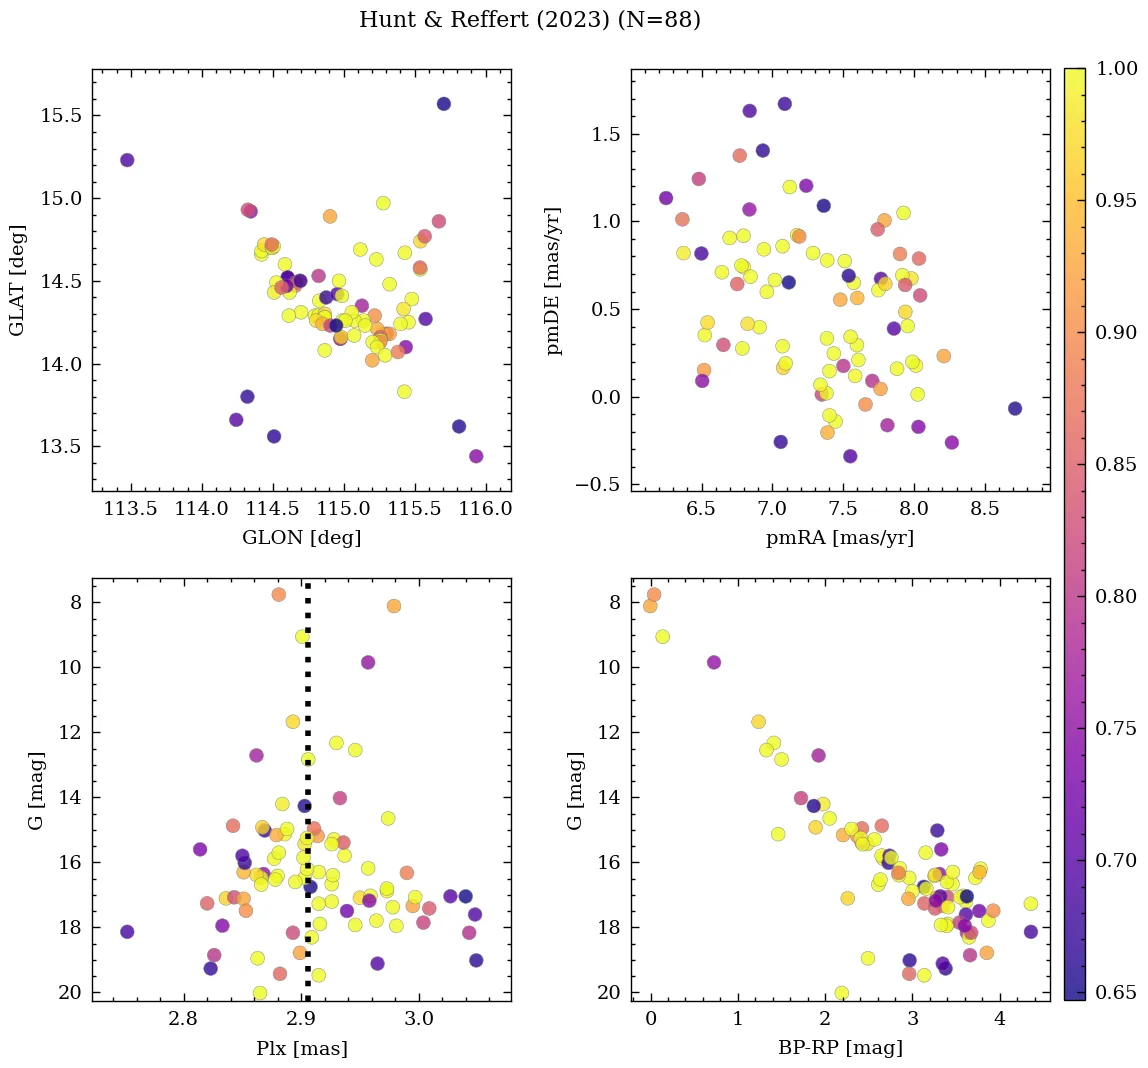 Hunt & Reffert (2023) (N=88)
15.5
15.0
14.5
14.0
13.5
GLAT [deg]
113.5 114.0 114.5 115.0 115.5 116.0
GLON [deg]
1.5
1.0
0.5
0.0
−0.5
pmDE [mas/yr]
6.5 7.0 7.5 8.0 8.5
pmRA [mas/yr]
1.00
0.95
0.90
0.85
0.80
0.75
0.70
0.65
8
10
12
14
16
18
20
G [mag]
2.8 2.9 3.0
Plx [mas]
8
10
12
14
16
18
20
G [mag]
0 1 2 3 4
BP-RP [mag]